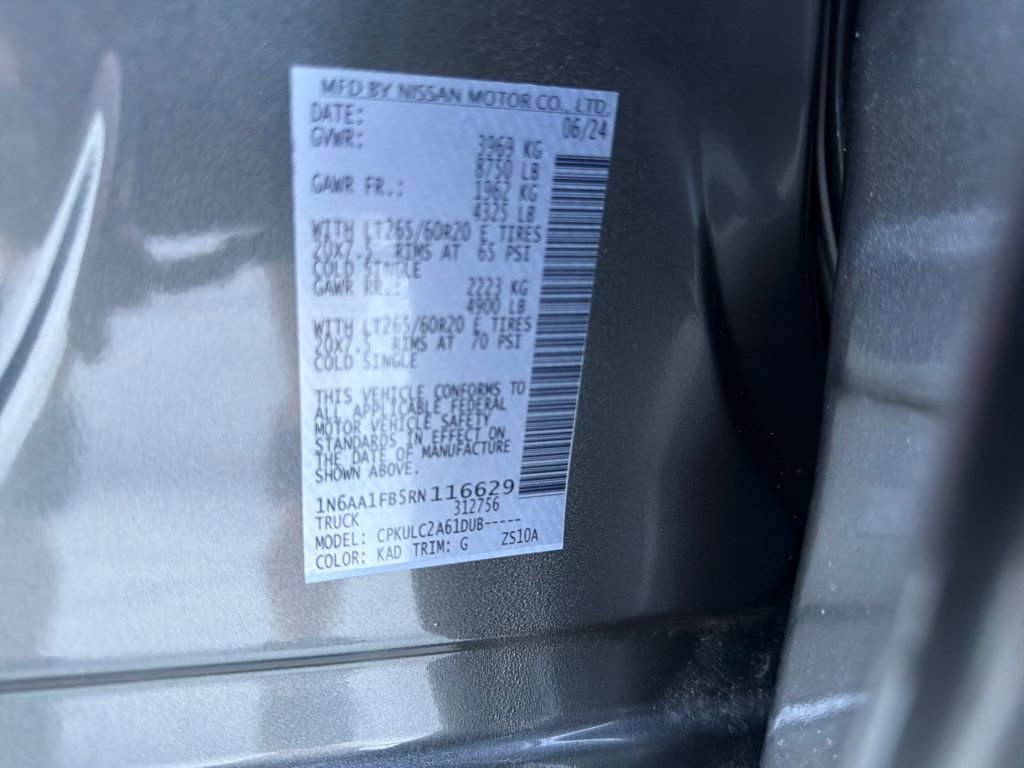 MFD BY NISSAN MOTOR CO., LTD.
DATE: 06/24
GVWR: 3969 KG
8750 LB
GAWR FR.: 1962 KG
4325 LB
WITH LT265/60R20 E TIRES
20X7.5 RIMS AT 65 PSI
COLD SINGLE
GAWR RR.: 2223 KG
4900 LB
WITH LT265/60R20 E TIRES
20X7.5 RIMS AT 70 PSI
COLD SINGLE
THIS VEHICLE CONFORMS TO
ALL APPLICABLE FEDERAL
MOTOR VEHICLE SAFETY
STANDARDS IN EFFECT ON
THE DATE OF MANUFACTURE
SHOWN ABOVE.
1N6AA1FB5RN116629
TRUCK 312756
MODEL: CPKULC2A61DUB-----
COLOR: KAD TRIM: G ZS10A